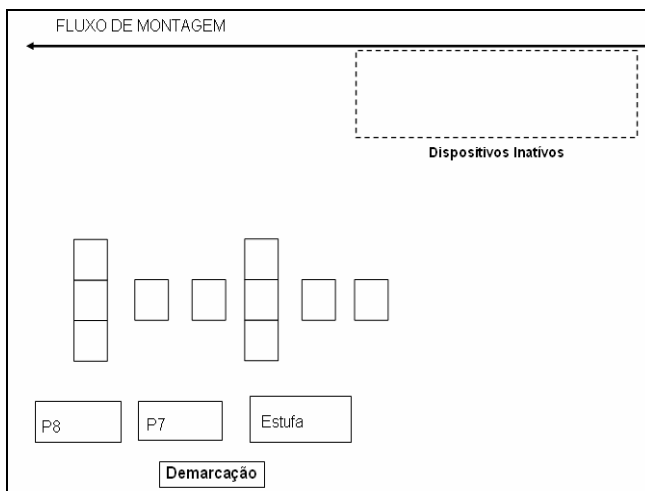 FLUXO DE MONTAGEM
Dispositivos Inativos
P8
P7
Estufa
Demarcação